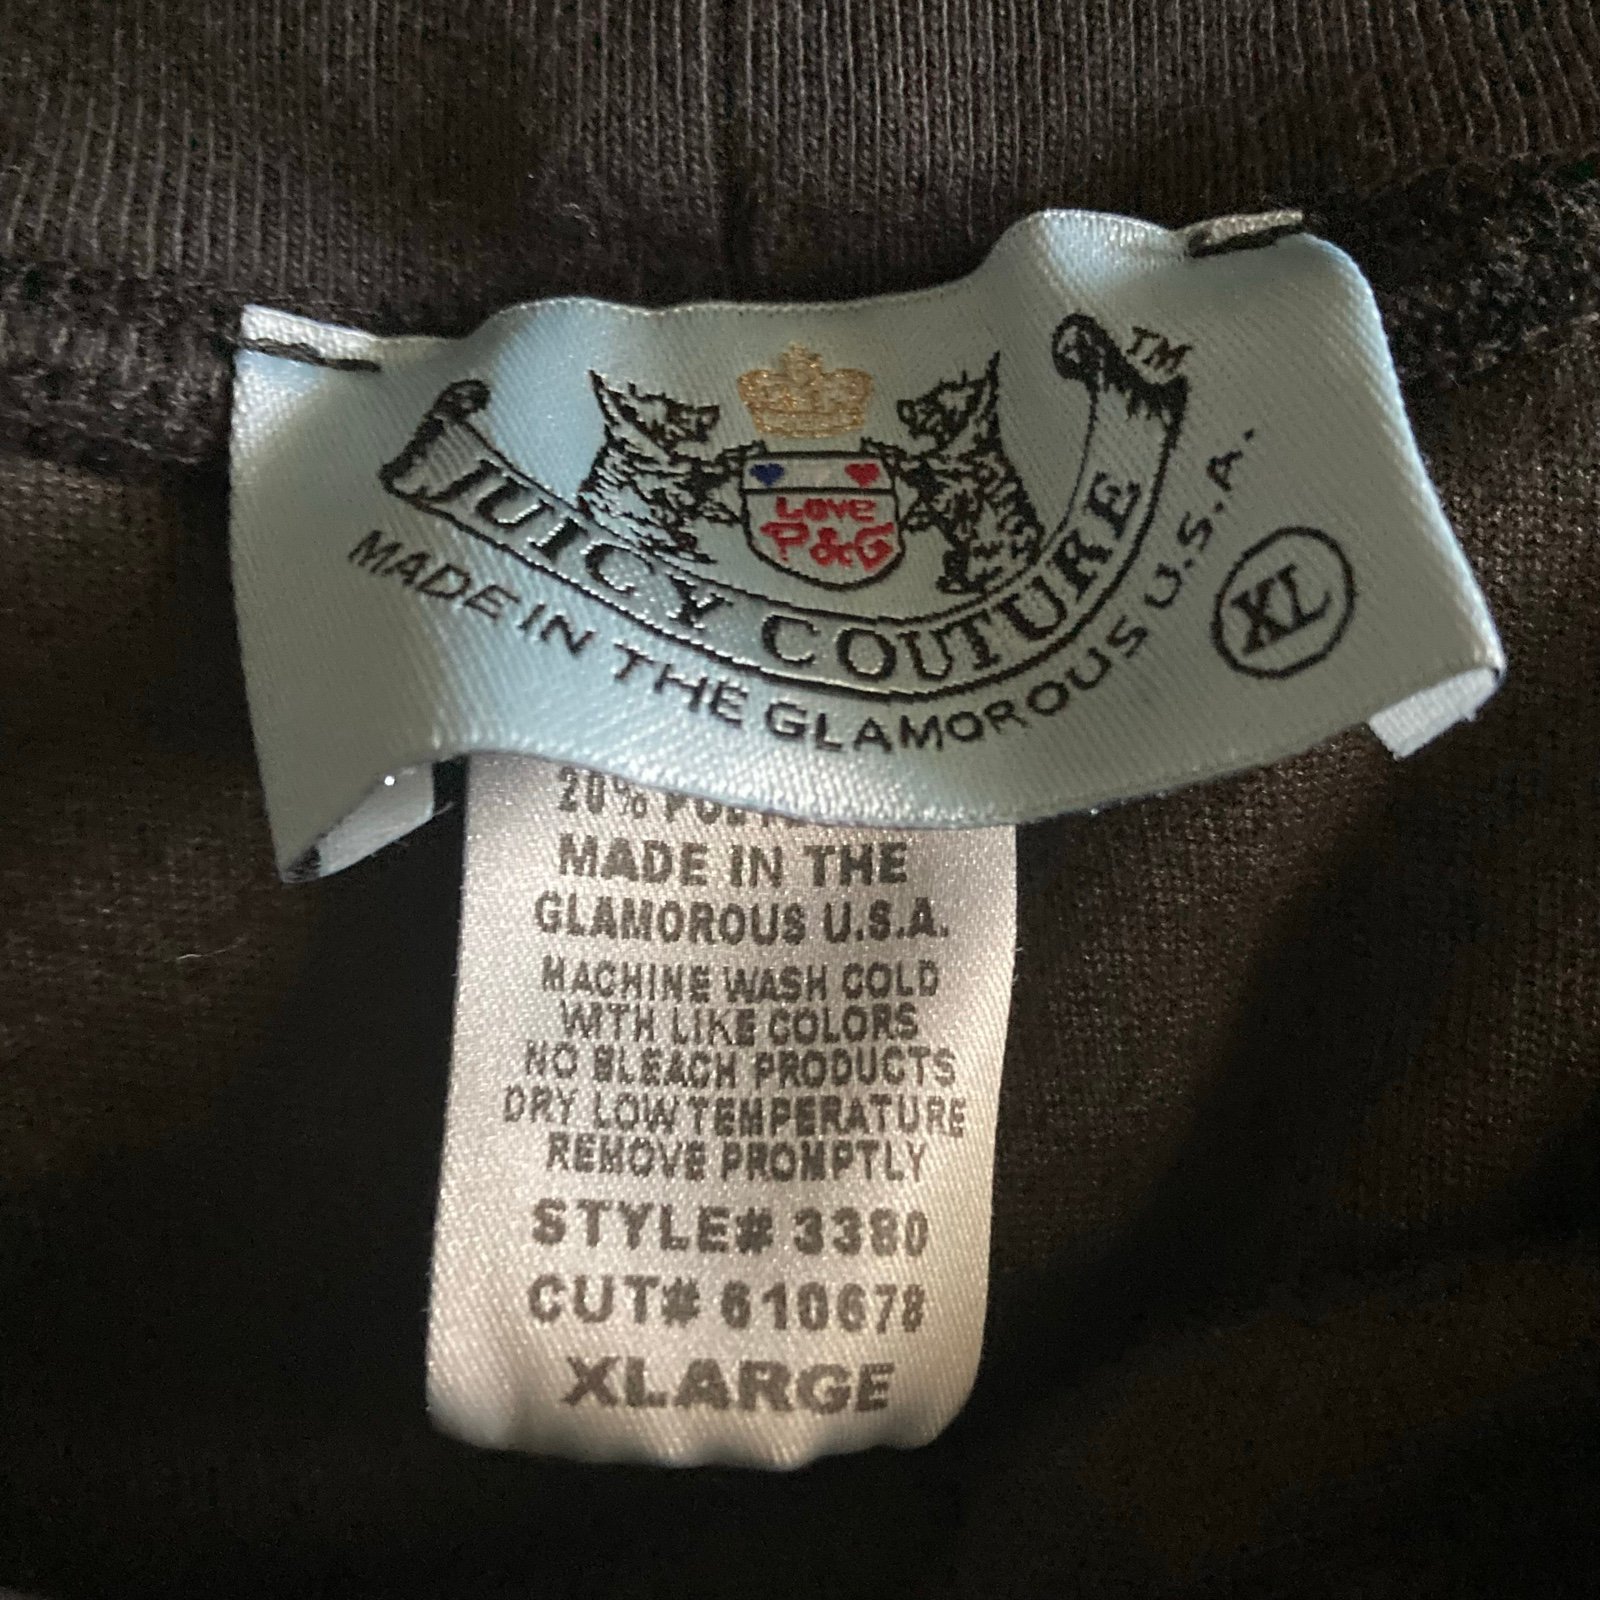 TM
LOVE
P&G
JUICY COUTURE
MADE IN THE GLAMOROUS U.S.A.
XL
20%
MADE IN THE
GLAMOROUS U.S.A.
MACHINE WASH COLD
WITH LIKE COLORS
NO BLEACH PRODUCTS
DRY LOW TEMPERATURE
REMOVE PROMPTLY
STYLE# 3380
CUT# 610678
XLARGE